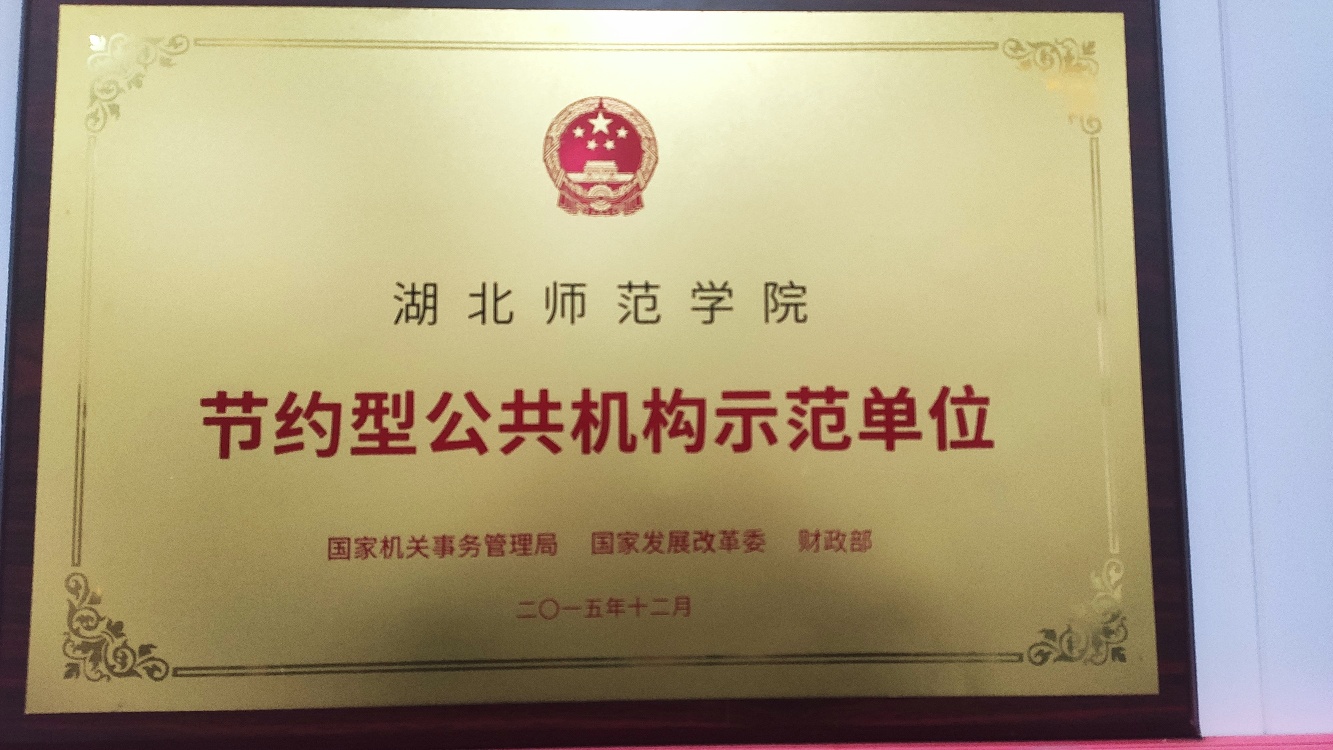 湖北师范学院
节约型公共机构示范单位
国家机关事务管理局 国家发展改革委 财政部
二〇一五年十二月